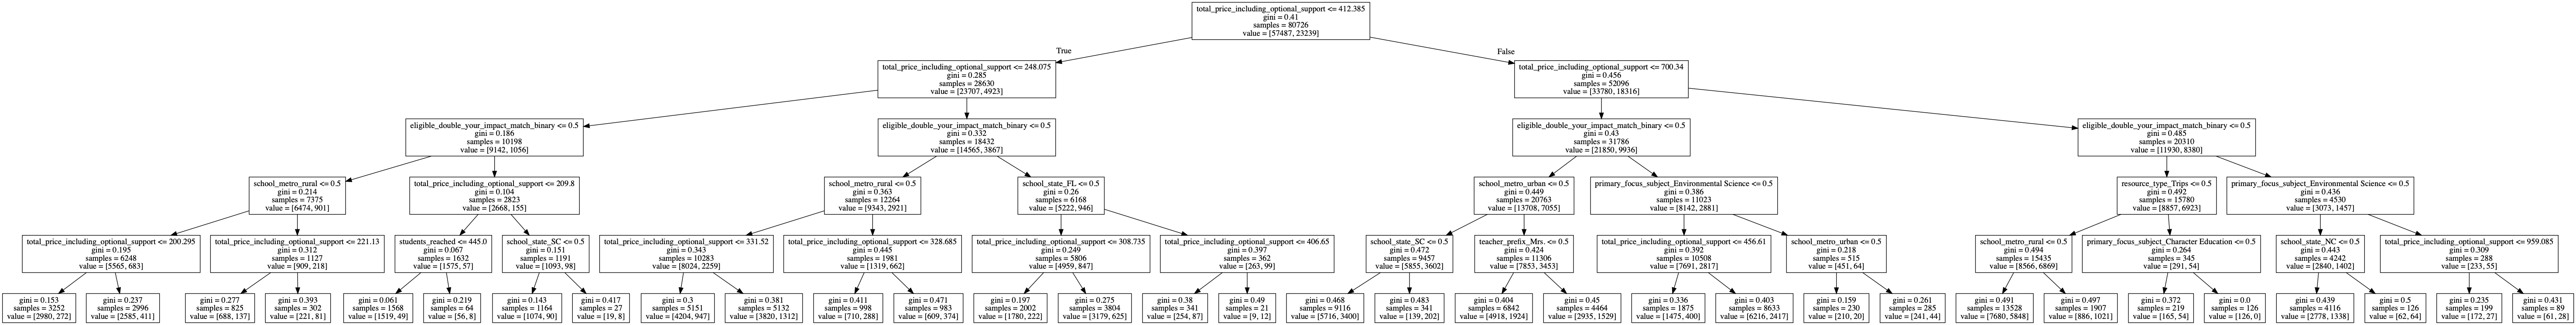 total_price_including_optional_support <= 412.385
gini = 0.41
samples = 80726
value = [57487, 23239]
True
False
total_price_including_optional_support <= 248.075
gini = 0.285
samples = 28630
value = [23707, 4923]
total_price_including_optional_support <= 700.34
gini = 0.456
samples = 52096
value = [33780, 18316]
eligible_double_your_impact_match_binary <= 0.5
gini = 0.186
samples = 10198
value = [9142, 1056]
eligible_double_your_impact_match_binary <= 0.5
gini = 0.332
samples = 18432
value = [14565, 3867]
eligible_double_your_impact_match_binary <= 0.5
gini = 0.43
samples = 31786
value = [21850, 9936]
eligible_double_your_impact_match_binary <= 0.5
gini = 0.485
samples = 20310
value = [11930, 8380]
school_metro_rural <= 0.5
gini = 0.214
samples = 7375
value = [6474, 901]
total_price_including_optional_support <= 209.8
gini = 0.104
samples = 2823
value = [2668, 155]
school_metro_rural <= 0.5
gini = 0.363
samples = 12264
value = [9343, 2921]
school_state_FL <= 0.5
gini = 0.26
samples = 6168
value = [5222, 946]
school_metro_urban <= 0.5
gini = 0.449
samples = 20763
value = [13708, 7055]
primary_focus_subject_Environmental Science <= 0.5
gini = 0.386
samples = 11023
value = [8142, 2881]
resource_type_Trips <= 0.5
gini = 0.492
samples = 15780
value = [8857, 6923]
primary_focus_subject_Environmental Science <= 0.5
gini = 0.436
samples = 4530
value = [3073, 1457]
total_price_including_optional_support <= 200.295
gini = 0.195
samples = 6248
value = [5565, 683]
total_price_including_optional_support <= 221.13
gini = 0.312
samples = 1127
value = [909, 218]
students_reached <= 445.0
gini = 0.067
samples = 1632
value = [1575, 57]
school_state_SC <= 0.5
gini = 0.151
samples = 1191
value = [1093, 98]
total_price_including_optional_support <= 331.52
gini = 0.343
samples = 10283
value = [8024, 2259]
total_price_including_optional_support <= 328.685
gini = 0.445
samples = 1981
value = [1319, 662]
total_price_including_optional_support <= 308.735
gini = 0.249
samples = 5806
value = [4959, 847]
total_price_including_optional_support <= 406.65
gini = 0.397
samples = 362
value = [263, 99]
school_state_SC <= 0.5
gini = 0.472
samples = 9457
value = [5855, 3602]
teacher_prefix_Mrs. <= 0.5
gini = 0.424
samples = 11306
value = [7853, 3453]
total_price_including_optional_support <= 456.61
gini = 0.392
samples = 10508
value = [7691, 2817]
school_metro_urban <= 0.5
gini = 0.218
samples = 515
value = [451, 64]
school_metro_rural <= 0.5
gini = 0.494
samples = 15435
value = [8566, 6869]
primary_focus_subject_Character Education <= 0.5
gini = 0.264
samples = 345
value = [291, 54]
school_state_NC <= 0.5
gini = 0.443
samples = 4242
value = [2840, 1402]
total_price_including_optional_support <= 959.085
gini = 0.309
samples = 288
value = [233, 55]
gini = 0.153
samples = 3252
value = [2980, 272]
gini = 0.237
samples = 2996
value = [2585, 411]
gini = 0.277
samples = 825
value = [688, 137]
gini = 0.393
samples = 302
value = [221, 81]
gini = 0.061
samples = 1568
value = [1519, 49]
gini = 0.219
samples = 64
value = [56, 8]
gini = 0.143
samples = 1164
value = [1074, 90]
gini = 0.417
samples = 27
value = [19, 8]
gini = 0.3
samples = 5151
value = [4204, 947]
gini = 0.381
samples = 5132
value = [3820, 1312]
gini = 0.411
samples = 998
value = [710, 288]
gini = 0.471
samples = 983
value = [609, 374]
gini = 0.197
samples = 2002
value = [1780, 222]
gini = 0.275
samples = 3804
value = [3179, 625]
gini = 0.38
samples = 341
value = [254, 87]
gini = 0.49
samples = 21
value = [9, 12]
gini = 0.468
samples = 9116
value = [5716, 3400]
gini = 0.483
samples = 341
value = [139, 202]
gini = 0.404
samples = 6842
value = [4918, 1924]
gini = 0.45
samples = 4464
value = [2935, 1529]
gini = 0.336
samples = 1875
value = [1475, 400]
gini = 0.403
samples = 8633
value = [6216, 2417]
gini = 0.159
samples = 230
value = [210, 20]
gini = 0.261
samples = 285
value = [241, 44]
gini = 0.491
samples = 13528
value = [7680, 5848]
gini = 0.497
samples = 1907
value = [886, 1021]
gini = 0.372
samples = 219
value = [165, 54]
gini = 0.0
samples = 126
value = [126, 0]
gini = 0.439
samples = 4116
value = [2778, 1338]
gini = 0.5
samples = 126
value = [62, 64]
gini = 0.235
samples = 199
value = [172, 27]
gini = 0.431
samples = 89
value = [61, 28]